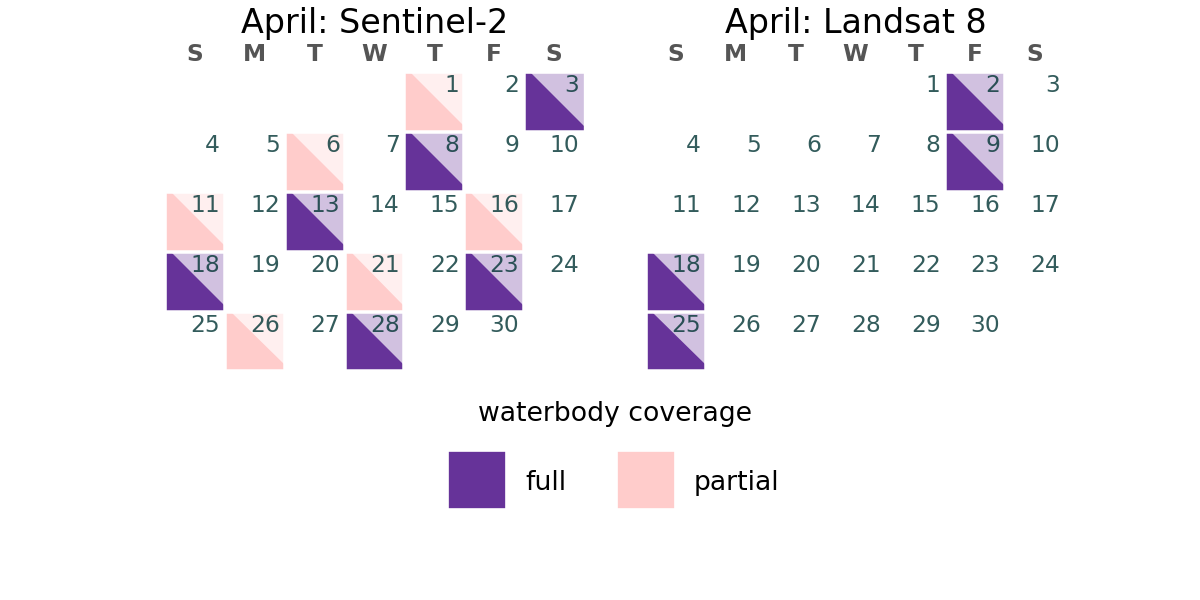 April: Sentinel-2
S M T W T F S
1 2 3
4 5 6 7 8 9 10
11 12 13 14 15 16 17
18 19 20 21 22 23 24
25 26 27 28 29 30
April: Landsat 8
S M T W T F S
1 2 3
4 5 6 7 8 9 10
11 12 13 14 15 16 17
18 19 20 21 22 23 24
25 26 27 28 29 30
waterbody coverage
full partial